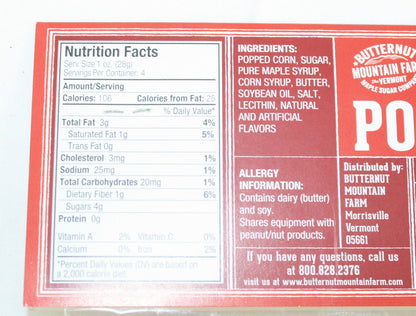 Nutrition Facts
Serv. Size 1 oz. (28g)
Servings Per Container: 4
Amount/Serving
Calories: 106 Calories from Fat: 25
% Daily Value*
Total Fat 3g 4%
Saturated Fat 1g 5%
Trans Fat 0g
Cholesterol 3mg 1%
Sodium 25mg 1%
Total Carbohydrates 20mg 1%
Dietary Fiber 1g 6%
Sugars 4g
Protein 0g
Vitamin A 2% Vitamin C 0%
Calcium 0% Iron 2%
*Percent Daily Values (DV) are based on
a 2,000 calorie diet.
INGREDIENTS:
POPPED CORN, SUGAR,
PURE MAPLE SYRUP,
CORN SYRUP, BUTTER,
SOYBEAN OIL, SALT,
LECITHIN, NATURAL
AND ARTIFICIAL
FLAVORS
ALLERGY
INFORMATION:
Contains dairy (butter)
and soy.
Shares equipment with
peanut/nut products.
BUTTERNUT
MOUNTAIN FARM
VERMONT
MAPLE SUGAR COMPA
PO
Distributed by:
BUTTERNUT
MOUNTAIN
FARM
Morrisville
Vermont
05661
If you have any questions, call us
at 800.828.2376
visit us at www.butternutmountainfarm.com